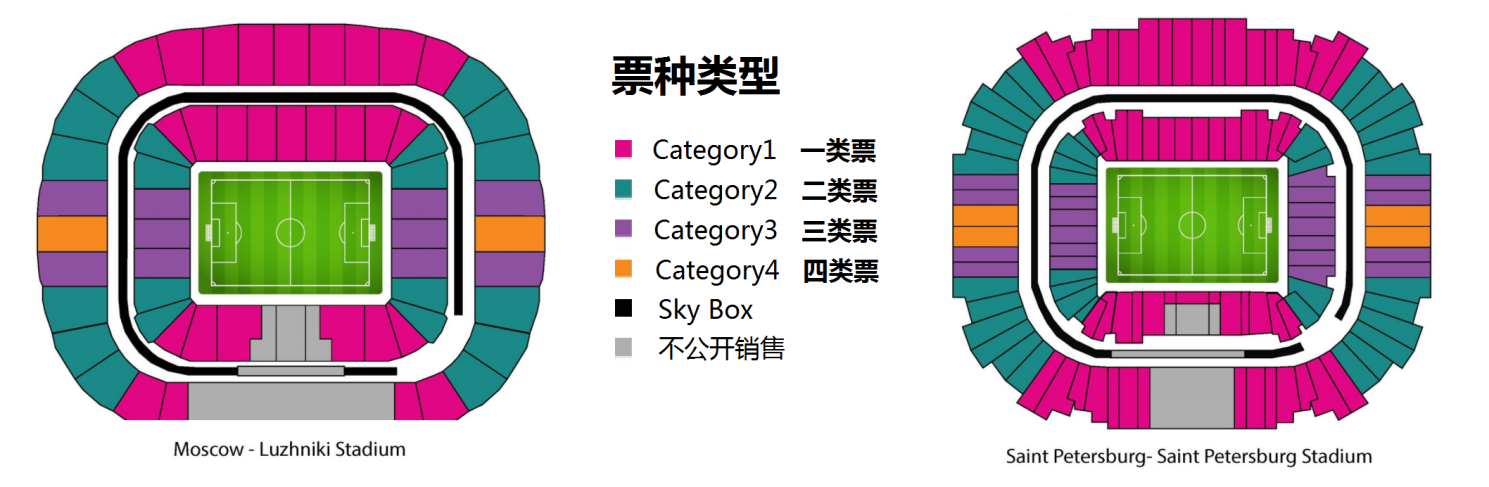 票种类型
Category1 一类票
Category2 二类票
Category3 三类票
Category4 四类票
Sky Box
不公开销售
Moscow - Luzhniki Stadium
Saint Petersburg- Saint Petersburg Stadium